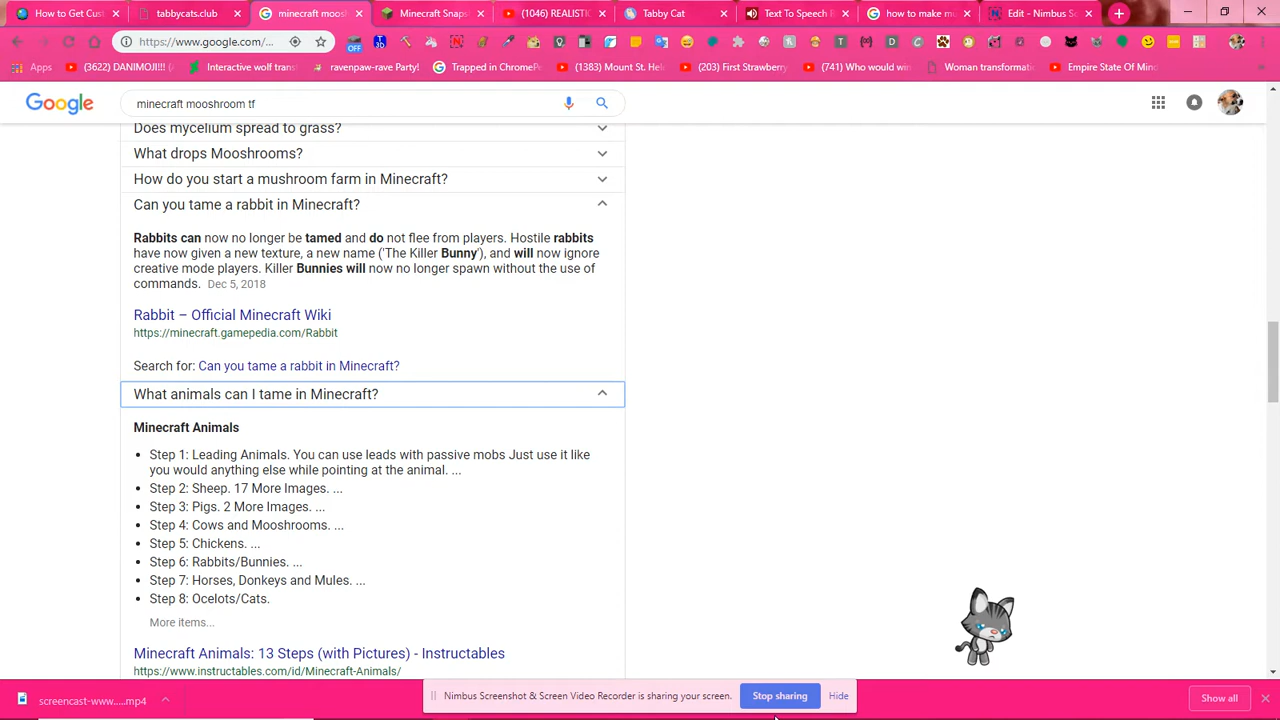 How to Get Cust
tabbycats.club
minecraft moosh
Minecraft Snaps
(1046) REALISTIC
Tabby Cat
Text To Speech
how to make mu
Edit - Nimbus Sc
https://www.google.com/...
OFF
Apps
(3622) DANIMOJI!! (
Interactive wolf trans
ravenpaw-rave Party!
Trapped in ChromePe
(1383) Mount St. Hel
(203) First Strawberry
(741) Who would win
Woman transformatio
Empire State Of Mind
Google
minecraft mooshroom tf
Does mycelium spread to grass?
What drops Mooshrooms?
How do you start a mushroom farm in Minecraft?
Can you tame a rabbit in Minecraft?
Rabbits can now no longer be tamed and do not flee from players. Hostile rabbits
have now given a new texture, a new name ('The Killer Bunny'), and will now ignore
creative mode players. Killer Bunnies will now no longer spawn without the use of
commands. Dec 5, 2018
Rabbit – Official Minecraft Wiki
https://minecraft.gamepedia.com/Rabbit
Search for: Can you tame a rabbit in Minecraft?
What animals can I tame in Minecraft?
Minecraft Animals
• Step 1: Leading Animals. You can use leads with passive mobs Just use it like
you would anything else while pointing at the animal. ...
• Step 2: Sheep. 17 More Images. ...
• Step 3: Pigs. 2 More Images. ...
• Step 4: Cows and Mooshrooms. ...
• Step 5: Chickens. ...
• Step 6: Rabbits/Bunnies. ...
• Step 7: Horses, Donkeys and Mules. ...
• Step 8: Ocelots/Cats.
More items...
Minecraft Animals: 13 Steps (with Pictures) - Instructables
https://www.instructables.com/id/Minecraft-Animals/
Nimbus Screenshot & Screen Video Recorder is sharing your screen.
Stop sharing
Hide
screencast-www.....mp4
Show all